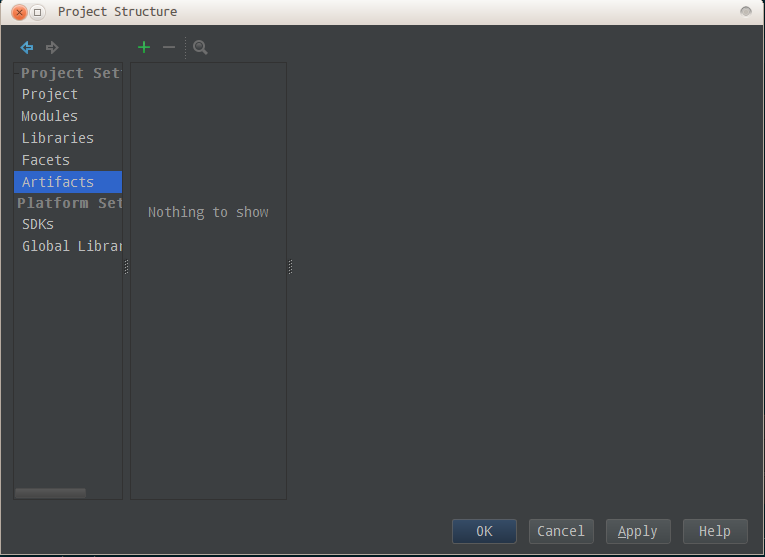 Project Structure
Project Set
Project
Modules
Libraries
Facets
Artifacts
Platform Set
SDKs
Global Librar
Nothing to show
OK
Cancel
Apply
Help